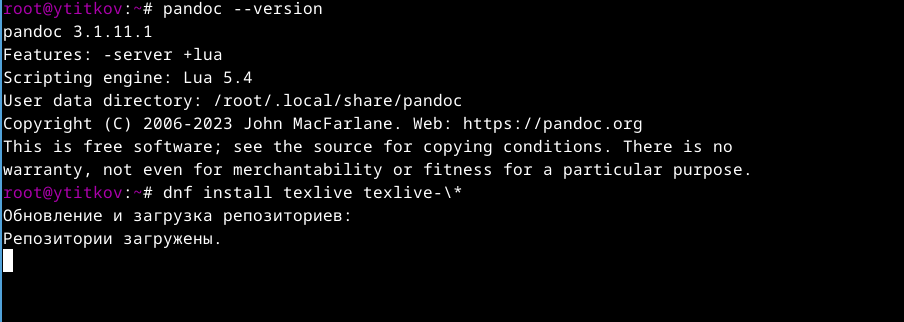 root@ytitkov:~# pandoc --version
pandoc 3.1.11.1
Features: -server +lua
Scripting engine: Lua 5.4
User data directory: /root/.local/share/pandoc
Copyright (C) 2006-2023 John MacFarlane. Web: https://pandoc.org
This is free software; see the source for copying conditions. There is no
warranty, not even for merchantability or fitness for a particular purpose.
root@ytitkov:~# dnf install texlive texlive-\*
Обновление и загрузка репозиториев:
Репозитории загружены.